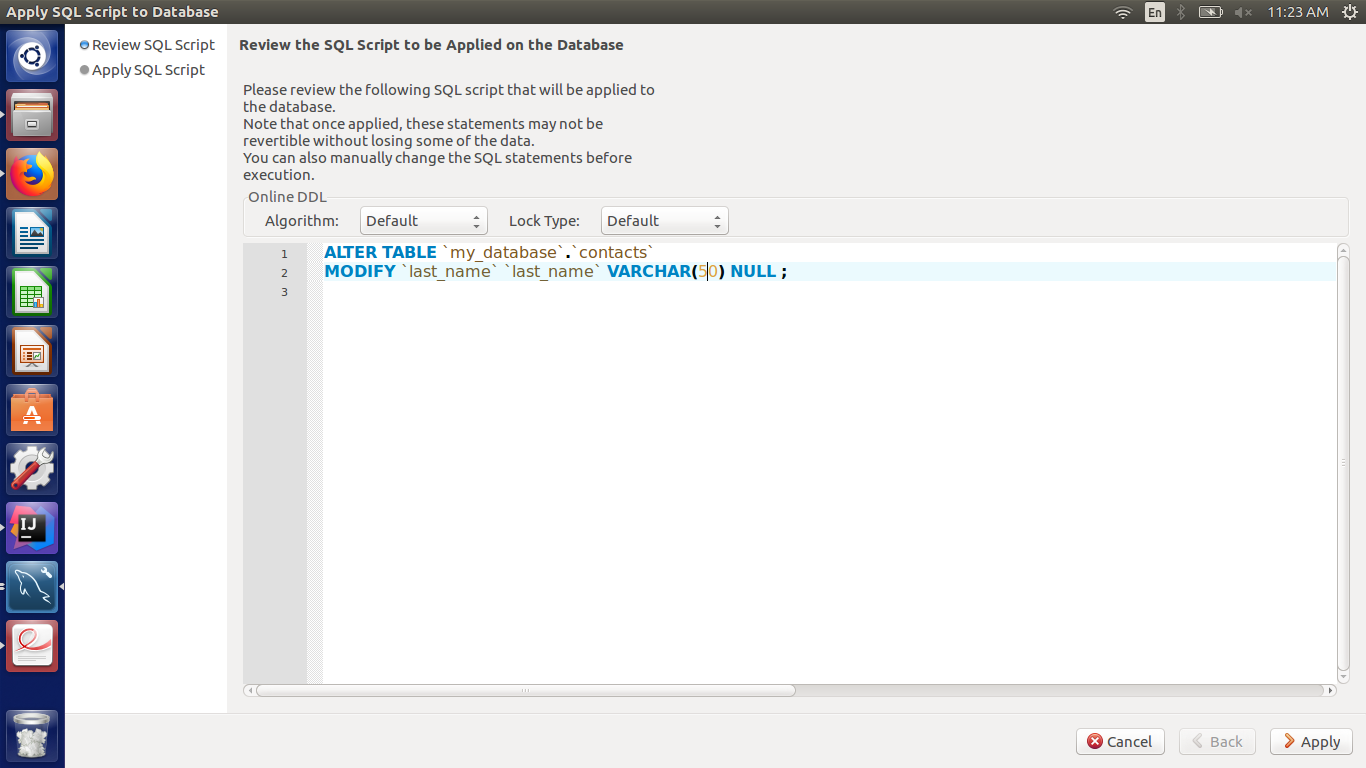 Apply SQL Script to Database
En
11:23 AM
Review SQL Script
Apply SQL Script
Review the SQL Script to be Applied on the Database
Please review the following SQL script that will be applied to
the database.
Note that once applied, these statements may not be
revertible without losing some of the data.
You can also manually change the SQL statements before
execution.
Online DDL
Algorithm: Default Lock Type: Default
1 ALTER TABLE `my_database`.`contacts`
2 MODIFY `last_name` `last_name` VARCHAR(50) NULL ;
3
A
IJ
Cancel
Back
Apply